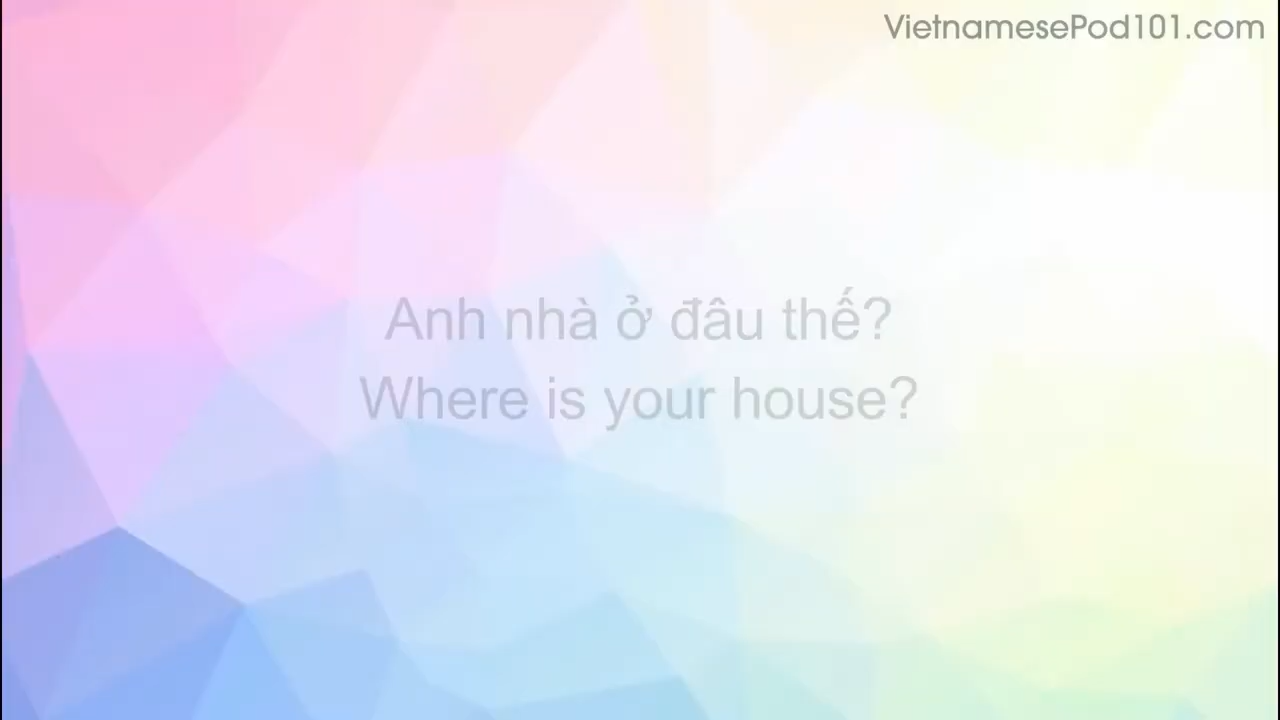 VietnamesePod101.com
Anh nhà ở đâu thế?
Where is your house?